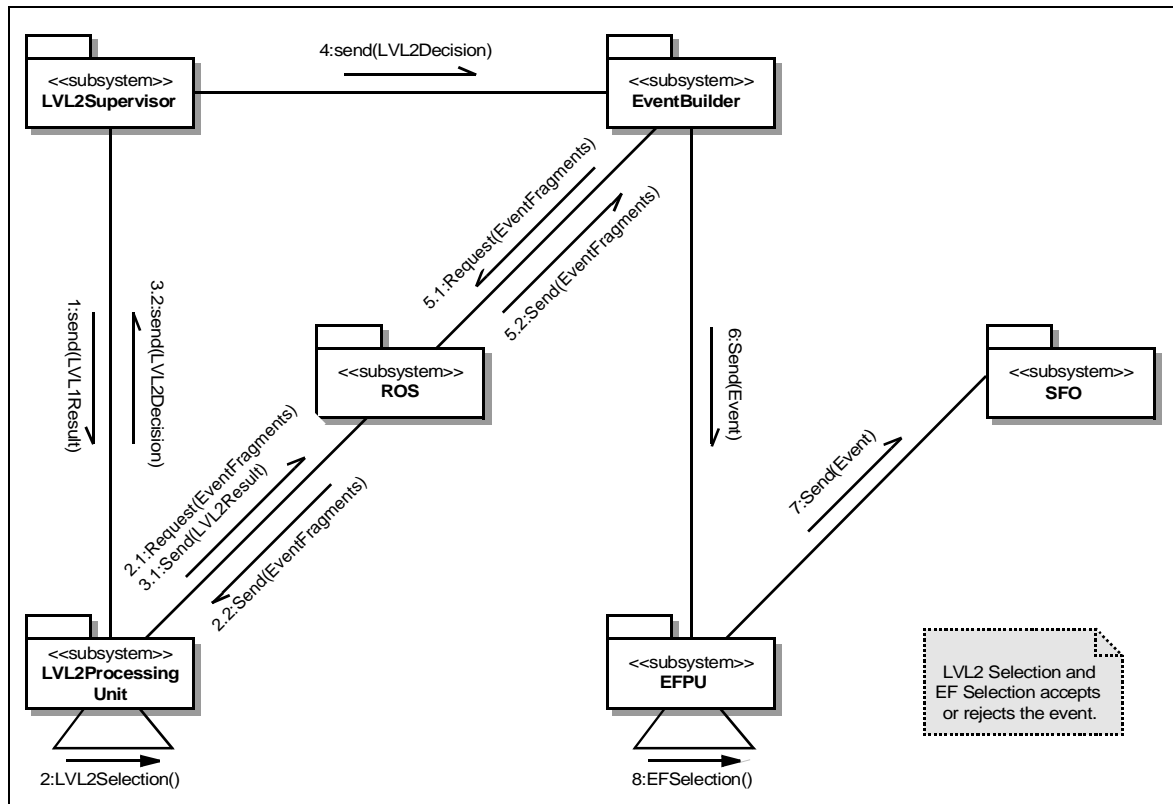 4:send(LVL2Decision)
<<subsystem>>
LVL2Supervisor
<<subsystem>>
EventBuilder
1:send(LVL1Result)
3.2:send(LVL2Decision)
5.1:Request(EventFragments)
5.2:Send(EventFragments)
6:Send(Event)
<<subsystem>>
ROS
<<subsystem>>
SFO
2.1:Request(EventFragments)
3.1:Send(LVL2Result)
2.2:Send(EventFragments)
7:Send(Event)
<<subsystem>>
LVL2Processing
Unit
<<subsystem>>
EFPU
LVL2 Selection and
EF Selection accepts
or rejects the event.
2:LVL2Selection()
8:EFSelection()